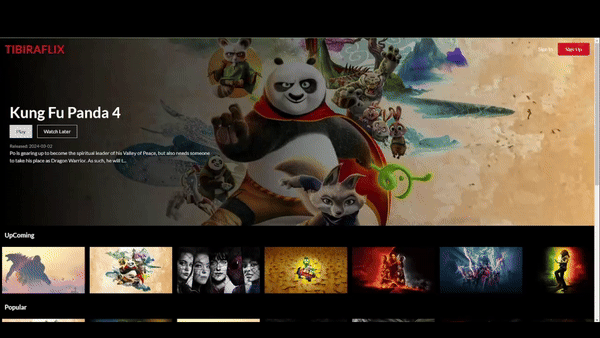 TIBIRAFLIX
Sign In
Sign Up
Kung Fu Panda 4
Play
Watch Later
Released: 2024-03-02
Po is gearing up to become the spiritual leader of his Valley of Peace, but also needs someone
to take his place as Dragon Warrior. As such, he will t...
UpComing
Popular